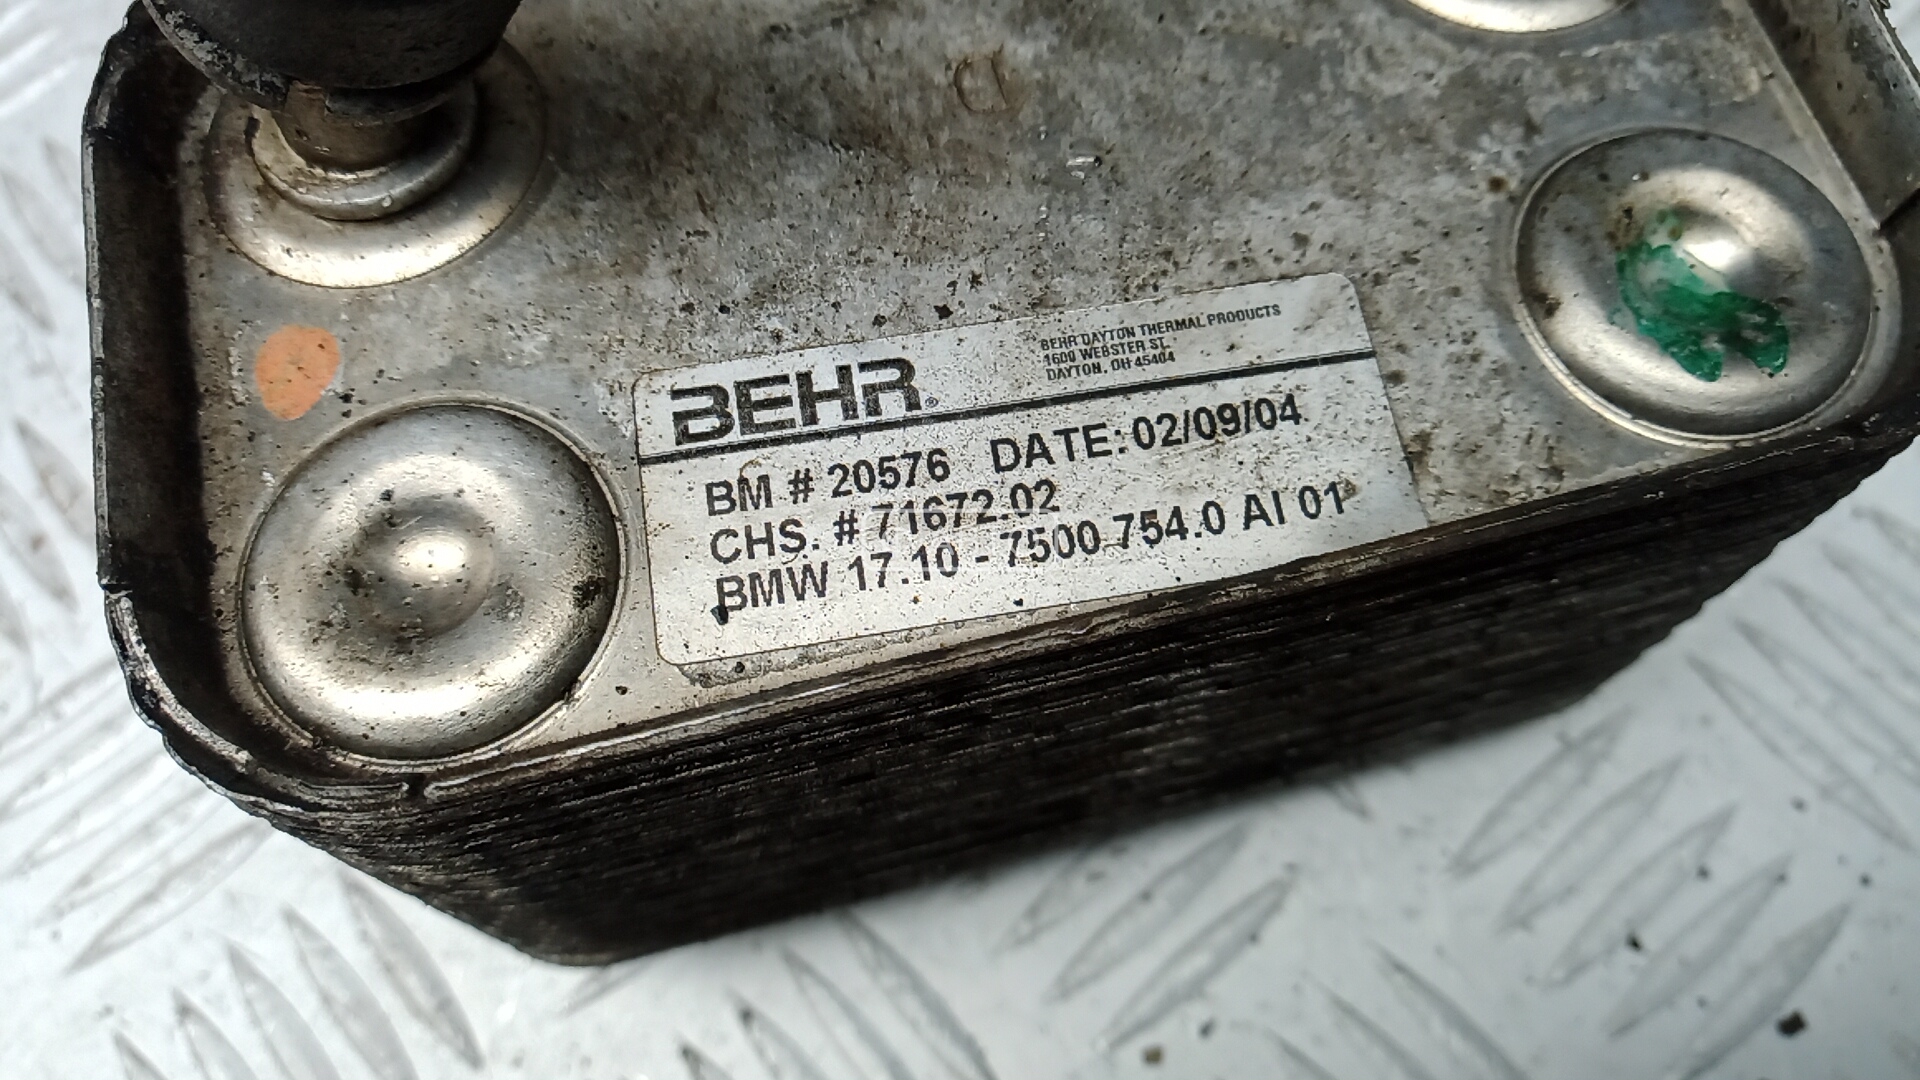 BEHR®
BEHR DAYTON THERMAL PRODUCTS
1600 WEBSTER ST.
DAYTON, OH 45404
BM # 20576 DATE: 02/09/04
CHS. # 71672.02
BMW 17.10 - 7500 754.0 AI 01